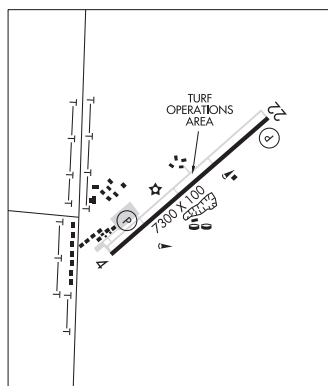 TURF
OPERATIONS
AREA
22
P
7300 X 100
P
4